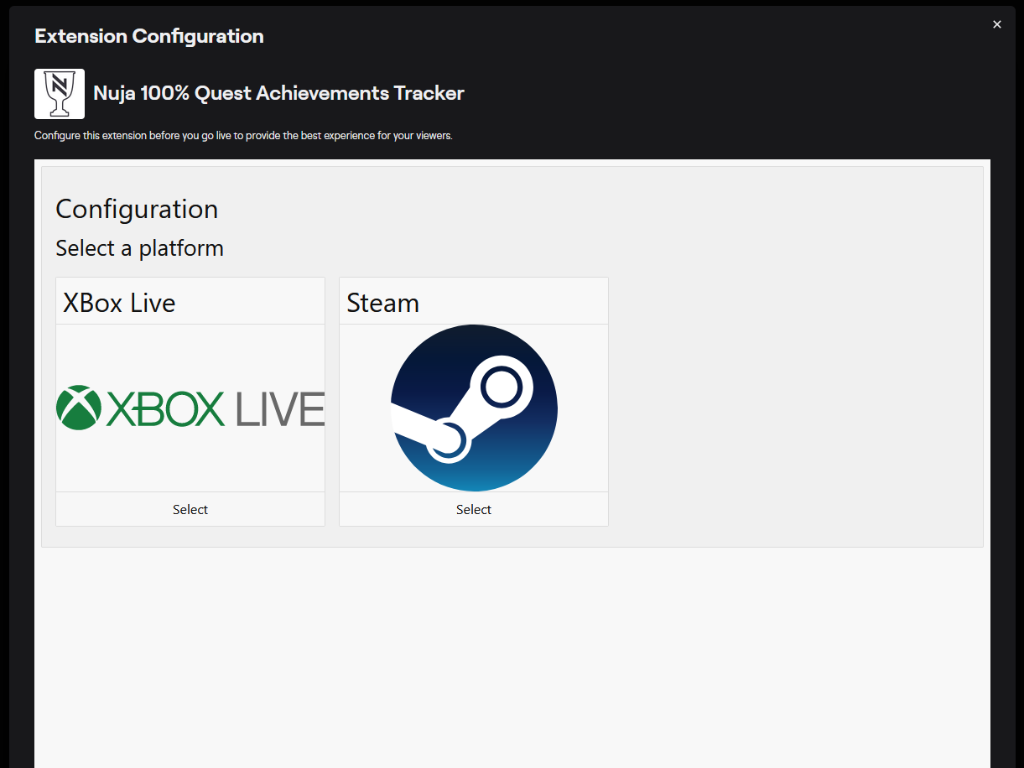 Extension Configuration
×
Nuja 100% Quest Achievements Tracker
Configure this extension before you go live to provide the best experience for your viewers.
Configuration
Select a platform
XBox Live
Steam
XBOX LIVE
Select
Select